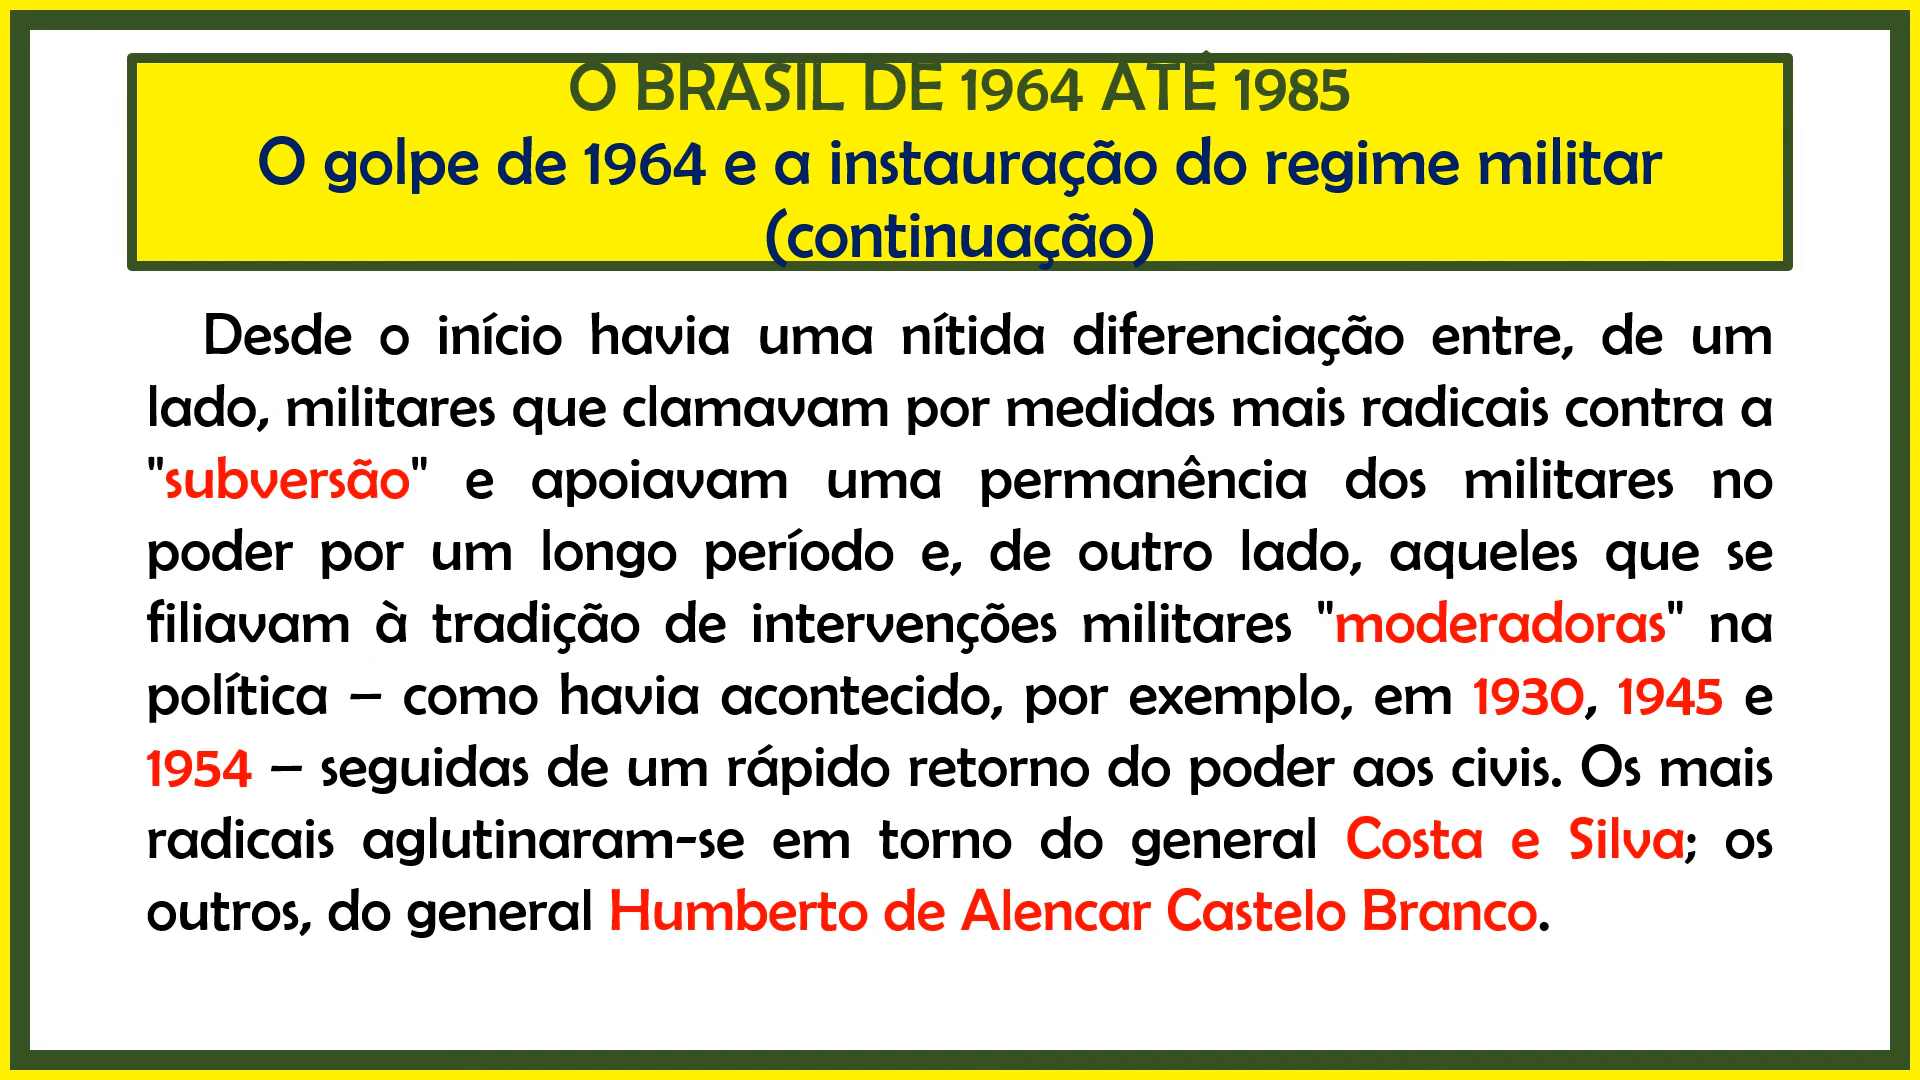 O BRASIL DE 1964 ATÉ 1985
O golpe de 1964 e a instauração do regime militar
(continuação)
Desde o início havia uma nítida diferenciação entre, de um
lado, militares que clamavam por medidas mais radicais contra a
"subversão" e apoiavam uma permanência dos militares no
poder por um longo período e, de outro lado, aqueles que se
filiavam à tradição de intervenções militares "moderadoras" na
política – como havia acontecido, por exemplo, em 1930, 1945 e
1954 – seguidas de um rápido retorno do poder aos civis. Os mais
radicais aglutinaram-se em torno do general Costa e Silva; os
outros, do general Humberto de Alencar Castelo Branco.